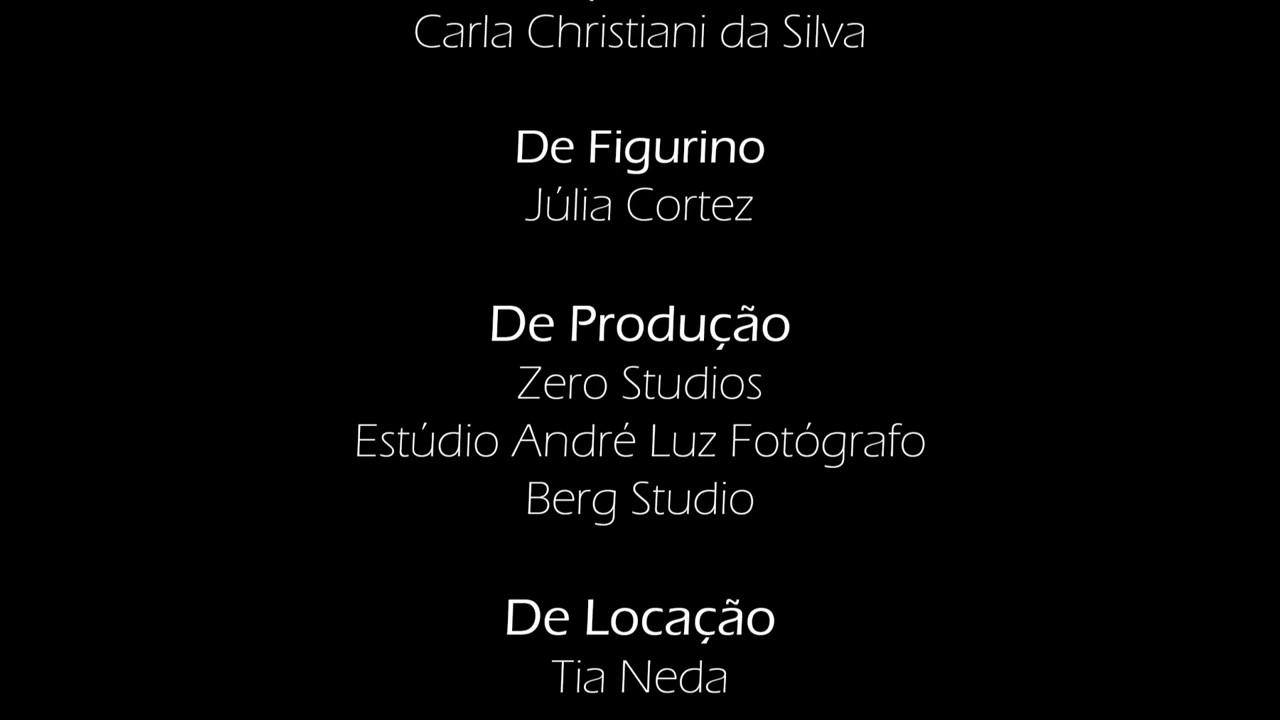 Carla Christiani da Silva
De Figurino
Júlia Cortez
De Produção
Zero Studios
Estúdio André Luz Fotógrafo
Berg Studio
De Locação
Tia Neda